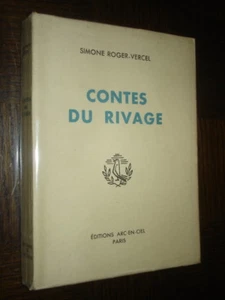 SIMONE ROGER-VERCEL
CONTES
DU RIVAGE
ÉDITIONS ARC-EN-CIEL
PARIS